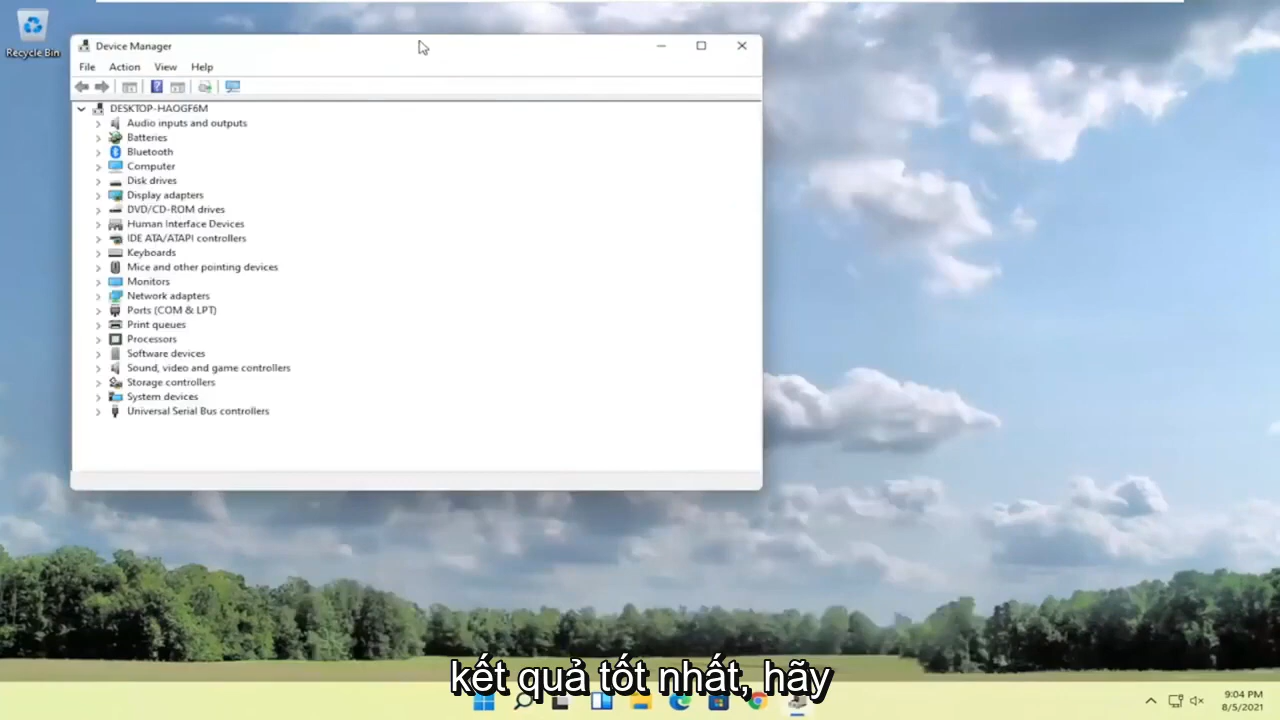 Recycle Bin
Device Manager
File Action View Help
DESKTOP-HAOGF6M
Audio inputs and outputs
Batteries
Bluetooth
Computer
Disk drives
Display adapters
DVD/CD-ROM drives
Human Interface Devices
IDE ATA/ATAPI controllers
Keyboards
Mice and other pointing devices
Monitors
Network adapters
Ports (COM & LPT)
Print queues
Processors
Software devices
Sound, video and game controllers
Storage controllers
System devices
Universal Serial Bus controllers
kết quả tốt nhất, hãy
9:04 PM
8/5/2021